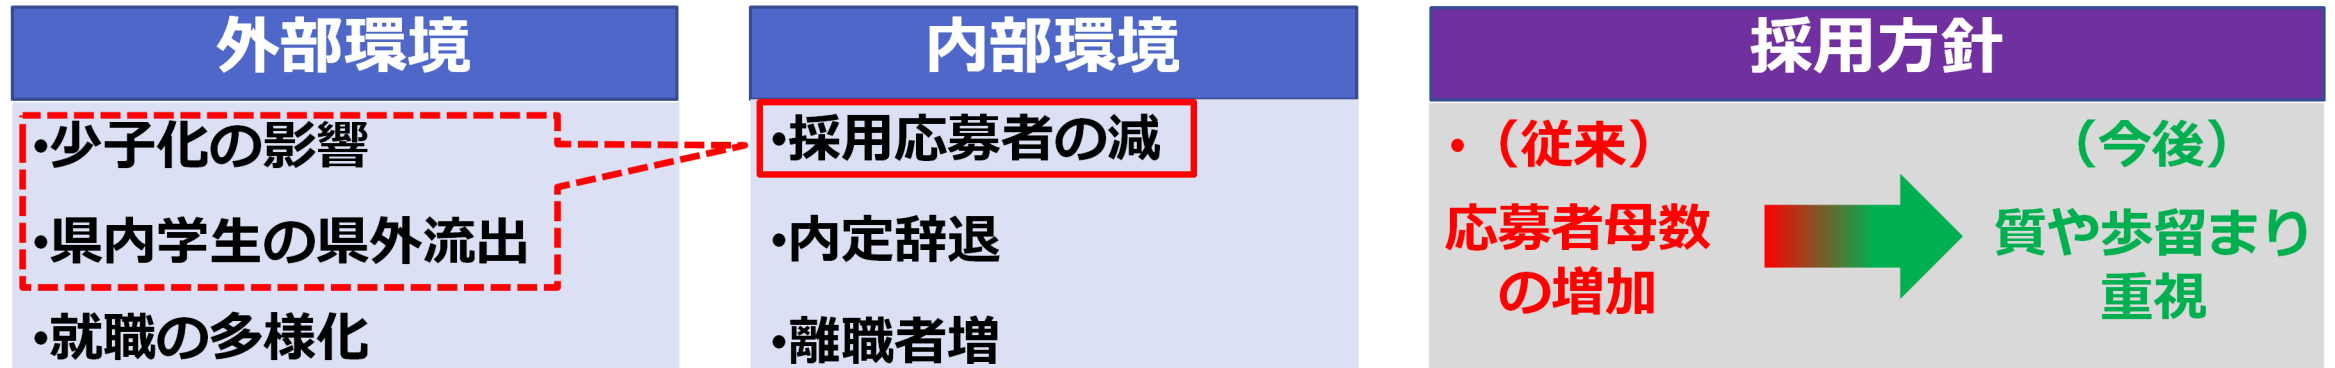 外部環境
•少子化の影響
•県内学生の県外流出
•就職の多様化
内部環境
•採用応募者の減
•内定辞退
•離職者増
採用方針
•（従来）
応募者母数
の増加
（今後）
質や歩留まり
重視